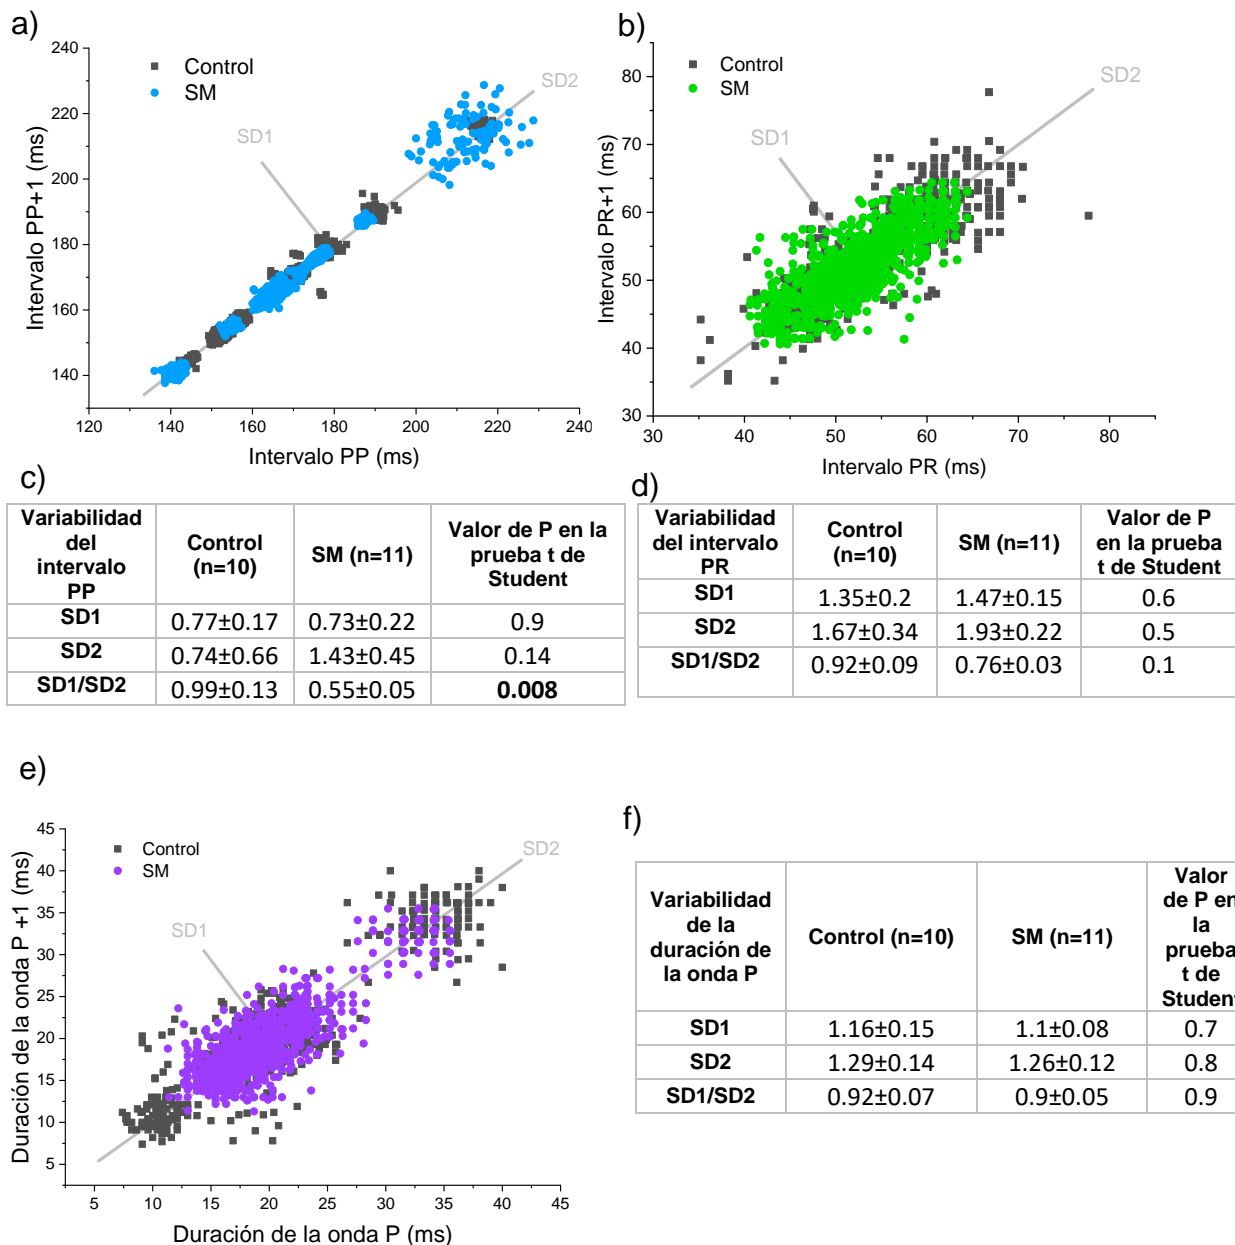 a)
Control
SM
SD1
SD2
240
220
200
180
160
140
Intervalo PP+1 (ms)
120
140
160
180
200
220
240
Intervalo PP (ms)
b)
Control
SM
SD1
SD2
80
70
60
50
40
30
Intervalo PR+1 (ms)
30
40
50
60
70
80
Intervalo PR (ms)
c)
Variabilidad
del
intervalo
PP
Control
(n=10)
SM (n=11)
Valor de P en la
prueba t de
Student
SD1 0.77±0.17 0.73±0.22 0.9
SD2 0.74±0.66 1.43±0.45 0.14
SD1/SD2 0.99±0.13 0.55±0.05 0.008
d)
Variabilidad
del intervalo
PR
Control
(n=10)
SM (n=11)
Valor de P
en la prueba
t de Student
SD1 1.35±0.2 1.47±0.15 0.6
SD2 1.67±0.34 1.93±0.22 0.5
SD1/SD2 0.92±0.09 0.76±0.03 0.1
e)
Control
SM
SD1
SD2
45
40
35
30
25
20
15
10
5
Duración de la onda P +1 (ms)
5
10
15
20
25
30
35
40
45
Duración de la onda P (ms)
f)
Variabilidad
de la
duración de
la onda P
Control (n=10)
SM (n=11)
Valor
de P en
la
prueba
t de
Student
SD1 1.16±0.15 1.1±0.08 0.7
SD2 1.29±0.14 1.26±0.12 0.8
SD1/SD2 0.92±0.07 0.9±0.05 0.9